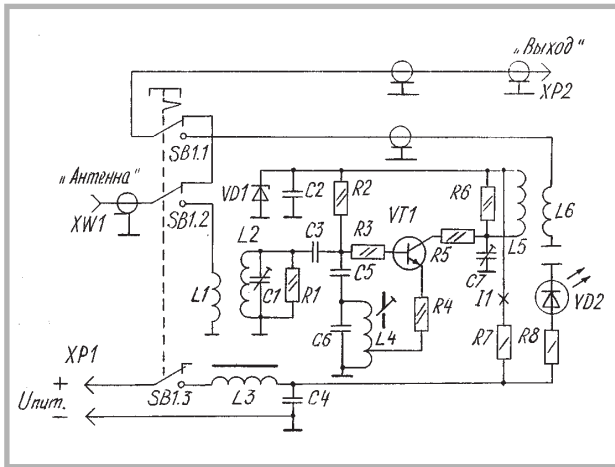 „Выход"
XP2
SB1.1
„Антенна"
XW1
SB1.2
VD1
C2
R2
VT1
R6
L6
L2
C3
R3
R5
L5
C1
R1
C5
C7
L1
R4
I1
VD2
C6
L4
R7
R8
XP1
+
Uпит.
−
SB1.3
L3
C4